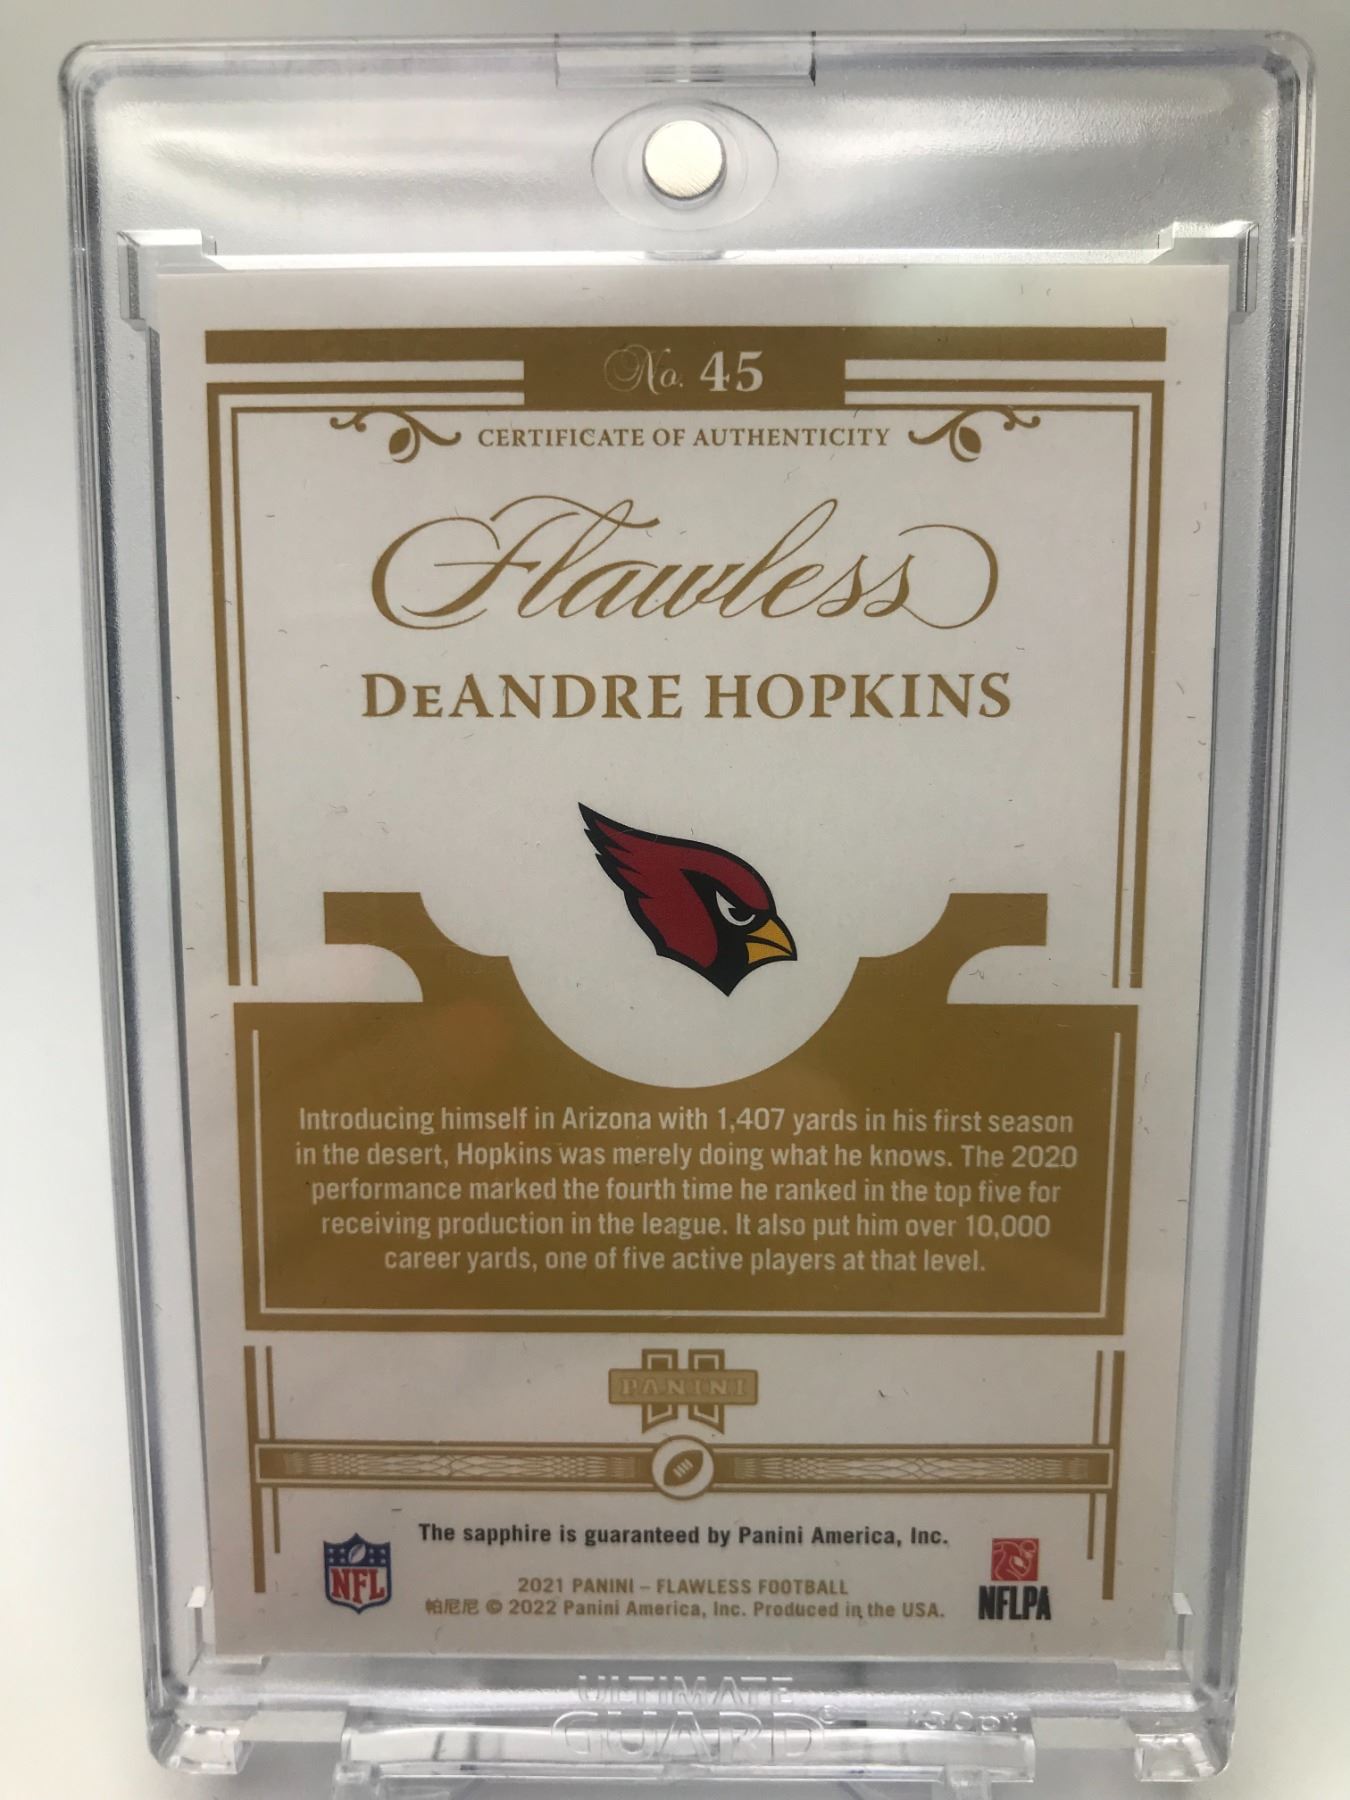 No. 45
CERTIFICATE OF AUTHENTICITY
Flawless
DeANDRE HOPKINS
Introducing himself in Arizona with 1,407 yards in his first season
in the desert, Hopkins was merely doing what he knows. The 2020
performance marked the fourth time he ranked in the top five for
receiving production in the league. It also put him over 10,000
career yards, one of five active players at that level.
PANINI
The sapphire is guaranteed by Panini America, Inc.
NFL
2021 PANINI – FLAWLESS FOOTBALL
帕尼尼 © 2022 Panini America, Inc. Produced in the USA.
NFLPA
ULTIMATE
GUARD
130pt